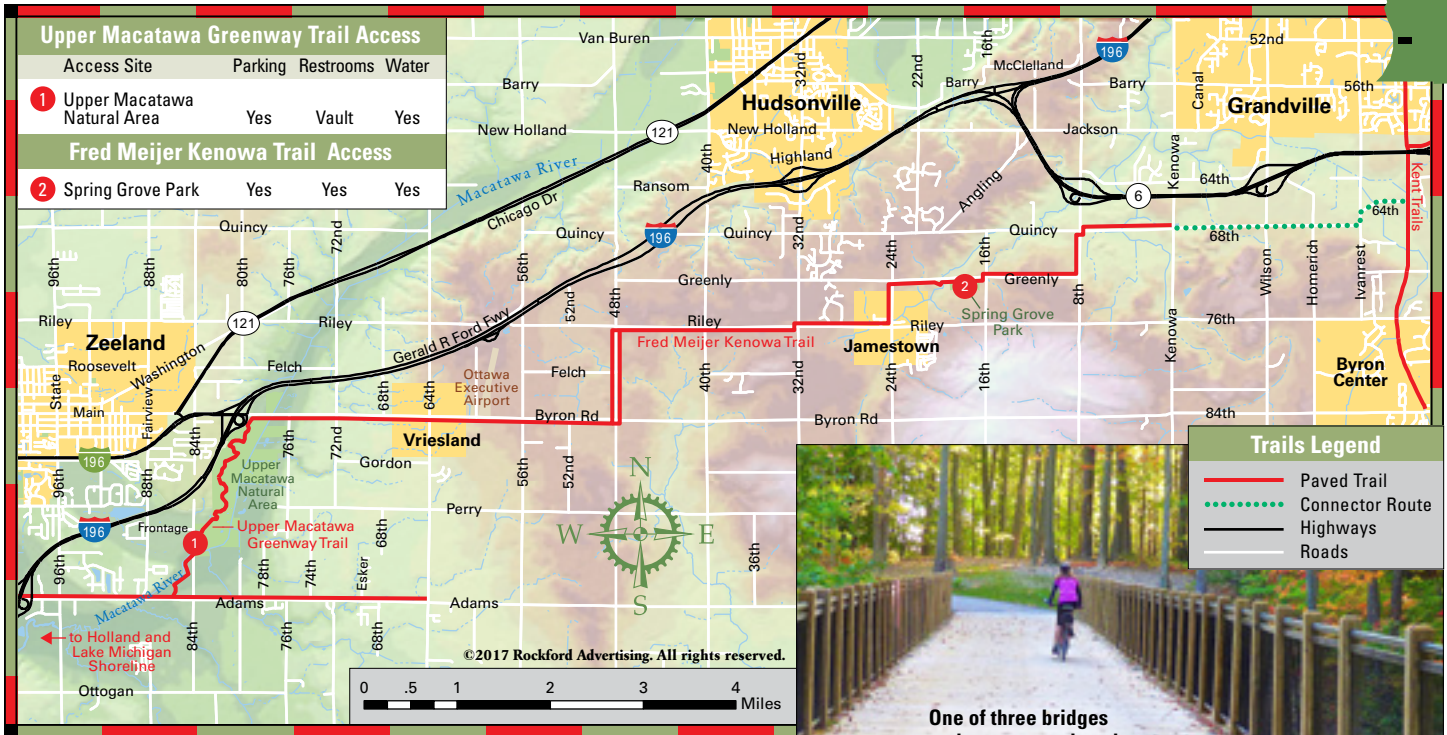 Upper Macatawa Greenway Trail Access
Access Site Parking Restrooms Water
1 Upper Macatawa
Natural Area Yes Vault Yes
Fred Meijer Kenowa Trail Access
2 Spring Grove Park Yes Yes Yes
Van Buren
Barry
New Holland
121
Macatawa River
Chicago Dr
Ransom
Quincy
72nd
Quincy
196
Quincy
32nd
Hudsonville
New Holland
40th
Highland
32nd
22nd
16th
McClelland
196
Barry
Barry
Jackson
52nd
56th
Canal
Grandville
Kenowa
64th
6
Angling
Kent Trails
64th
68th
Quincy
24th
16th
Greenly
Greenly
8th
2
Spring Grove
Park
Wilson
Homerich
Ivanrest
96th
88th
80th
76th
56th
52nd
48th
Riley
121
Riley
Gerald R Ford Fwy
Riley
Fred Meijer Kenowa Trail
Riley
Jamestown
76th
Kenowa
Zeeland
Roosevelt
Washington
State
Main
Fairview
Felch
68th
64th
Ottawa
Executive
Airport
Felch
40th
32nd
24th
16th
Byron
Center
84th
Byron Rd
Byron Rd
84th
196
96th
88th
76th
72nd
Vriesland
Gordon
56th
52nd
Upper
Macatawa
Natural
Area
Perry
196
Frontage
1
Upper Macatawa
Greenway Trail
68th
N
W E
S
36th
96th
Macatawa River
78th
74th
Esker
Adams
Adams
84th
76th
68th
to Holland and
Lake Michigan
Shoreline
Ottogan
©2017 Rockford Advertising. All rights reserved.
0 .5 1 2 3 4
Miles
Trails Legend
Paved Trail
Connector Route
Highways
Roads
One of three bridges